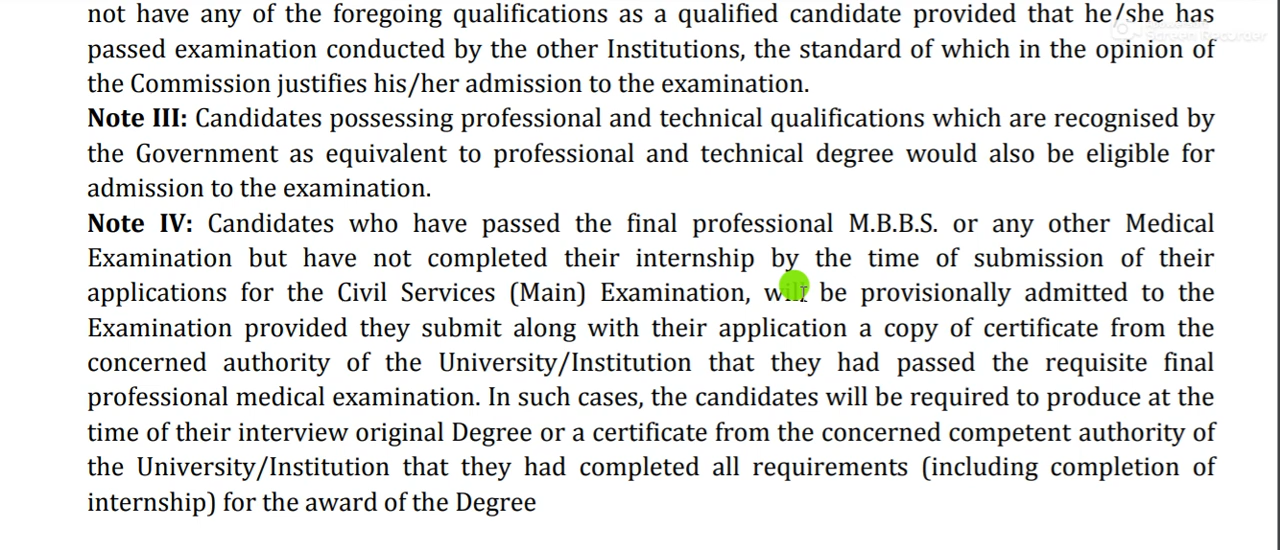 not have any of the foregoing qualifications as a qualified candidate provided that he/she has
passed examination conducted by the other Institutions, the standard of which in the opinion of
the Commission justifies his/her admission to the examination.
Note III: Candidates possessing professional and technical qualifications which are recognised by
the Government as equivalent to professional and technical degree would also be eligible for
admission to the examination.
Note IV: Candidates who have passed the final professional M.B.B.S. or any other Medical
Examination but have not completed their internship by the time of submission of their
applications for the Civil Services (Main) Examination, will be provisionally admitted to the
Examination provided they submit along with their application a copy of certificate from the
concerned authority of the University/Institution that they had passed the requisite final
professional medical examination. In such cases, the candidates will be required to produce at the
time of their interview original Degree or a certificate from the concerned competent authority of
the University/Institution that they had completed all requirements (including completion of
internship) for the award of the Degree
Screen Recorder